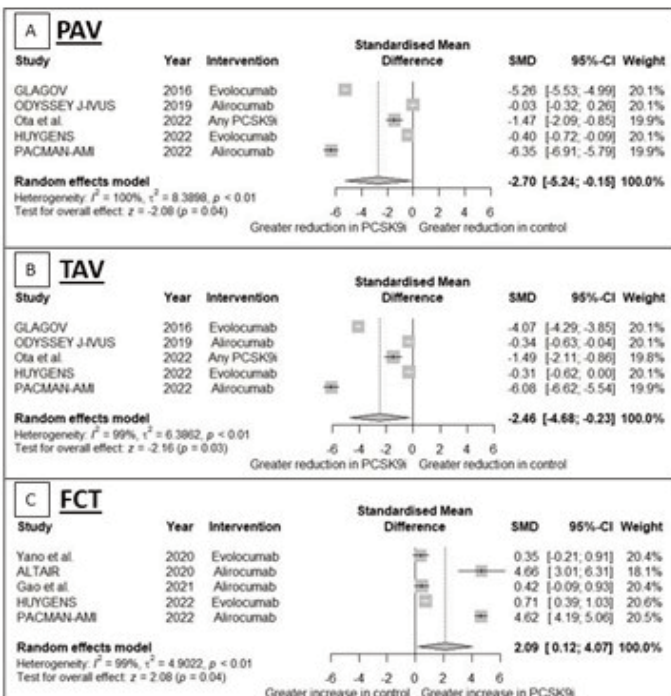 A PAV
Standardised Mean
Study Year Intervention Difference SMD 95%-CI Weight
GLAGOV 2016 Evolocumab -5.26 [-5.53; -4.99] 20.1%
ODYSSEY J-IVUS 2019 Alirocumab -0.03 [-0.32; 0.26] 20.1%
Ota et al. 2022 Any PCSK9i -1.47 [-2.09; -0.85] 19.9%
HUYGENS 2022 Evolocumab -0.40 [-0.72; -0.09] 20.1%
PACMAN-AMI 2022 Alirocumab -6.35 [-6.91; -5.79] 19.9%
Random effects model -2.70 [-5.24; -0.15] 100.0%
Heterogeneity: I² = 100%, τ² = 8.3898, p < 0.01
Test for overall effect: z = -2.08 (p = 0.04)
-6 -4 -2 0 2 4 6
Greater reduction in PCSK9i Greater reduction in control
B TAV
Standardised Mean
Study Year Intervention Difference SMD 95%-CI Weight
GLAGOV 2016 Evolocumab -4.07 [-4.29; -3.85] 20.1%
ODYSSEY J-IVUS 2019 Alirocumab -0.34 [-0.63; -0.04] 20.1%
Ota et al. 2022 Any PCSK9i -1.49 [-2.11; -0.86] 19.8%
HUYGENS 2022 Evolocumab -0.31 [-0.62; 0.00] 20.1%
PACMAN-AMI 2022 Alirocumab -6.08 [-6.62; -5.54] 19.9%
Random effects model -2.46 [-4.68; -0.23] 100.0%
Heterogeneity: I² = 99%, τ² = 6.3862, p < 0.01
Test for overall effect: z = -2.16 (p = 0.03)
-6 -4 -2 0 2 4 6
Greater reduction in PCSK9i Greater reduction in control
C FCT
Standardised Mean
Study Year Intervention Difference SMD 95%-CI Weight
Yano et al. 2020 Evolocumab 0.35 [-0.21; 0.91] 20.4%
ALTAIR 2020 Alirocumab 4.66 [ 3.01; 6.31] 18.1%
Gao et al. 2021 Alirocumab 0.42 [-0.09; 0.93] 20.4%
HUYGENS 2022 Evolocumab 0.71 [ 0.39; 1.03] 20.6%
PACMAN-AMI 2022 Alirocumab 4.62 [ 4.19; 5.06] 20.5%
Random effects model 2.09 [ 0.12; 4.07] 100.0%
Heterogeneity: I² = 99%, τ² = 4.9022, p < 0.01
Test for overall effect: z = 2.08 (p = 0.04)
-6 -4 -2 0 2 4 6
Greater increase in control Greater increase in PCSK9i